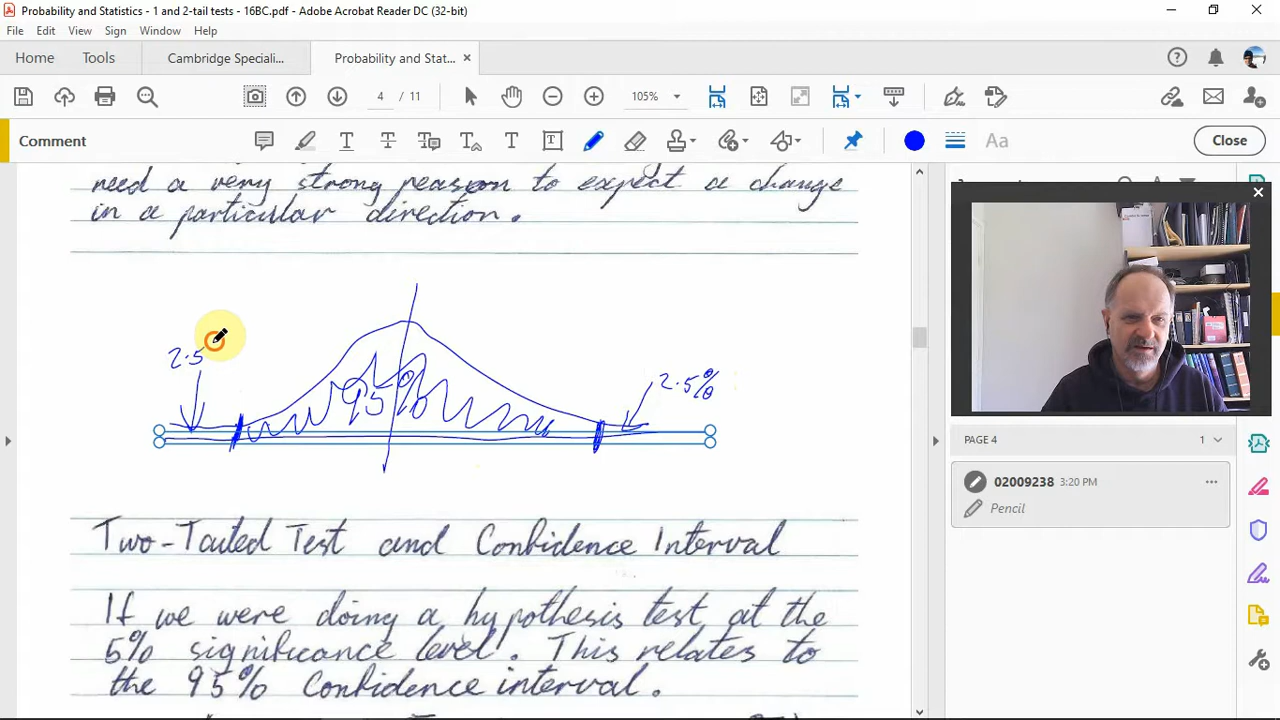 Probability and Statistics - 1 and 2-tail tests - 16BC.pdf - Adobe Acrobat Reader DC (32-bit)
File Edit View Sign Window Help
Home Tools Cambridge Speciali... Probability and Stat...
4 / 11 105%
Comment Aa Close
need a very strong reason to expect a change
in a particular direction.
2.5
95%
2.5%
PAGE 4 1
02009238 3:20 PM
Pencil
Two-Tailed Test and Confidence Interval
If we were doing a hypothesis test at the
5% significance level. This relates to
the 95% Confidence interval.